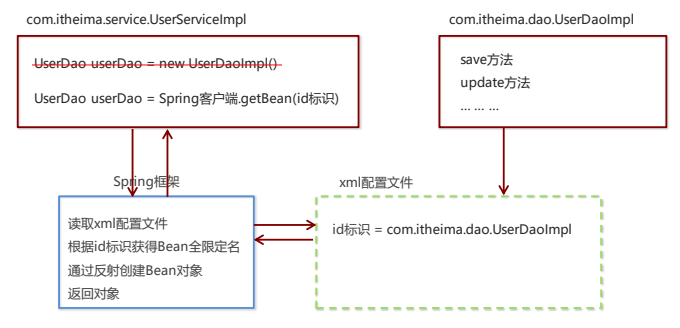 com.itheima.service.UserServiceImpl
UserDao userDao = new UserDaoImpl()
UserDao userDao = Spring客户端.getBean(id标识)
com.itheima.dao.UserDaoImpl
save方法
update方法
... ... ...
Spring框架
读取xml配置文件
根据id标识获得Bean全限定名
通过反射创建Bean对象
返回对象
xml配置文件
id标识 = com.itheima.dao.UserDaoImpl